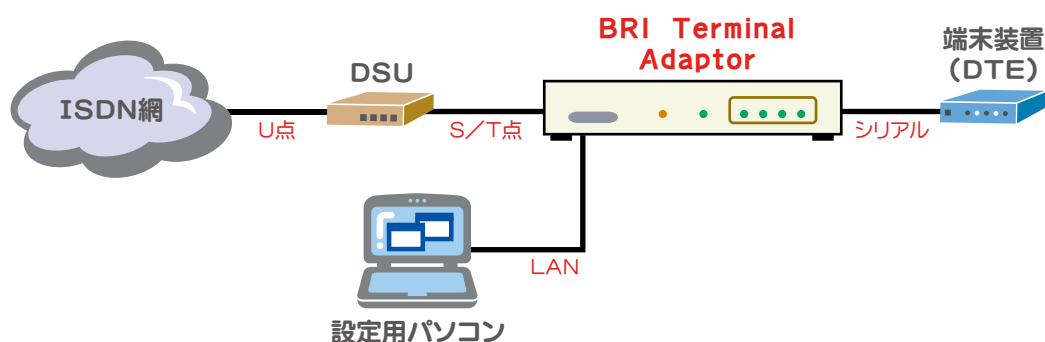 BRI Terminal
Adaptor
端末装置
(DTE)
DSU
ISDN網
U点
S/T点
シリアル
LAN
設定用パソコン